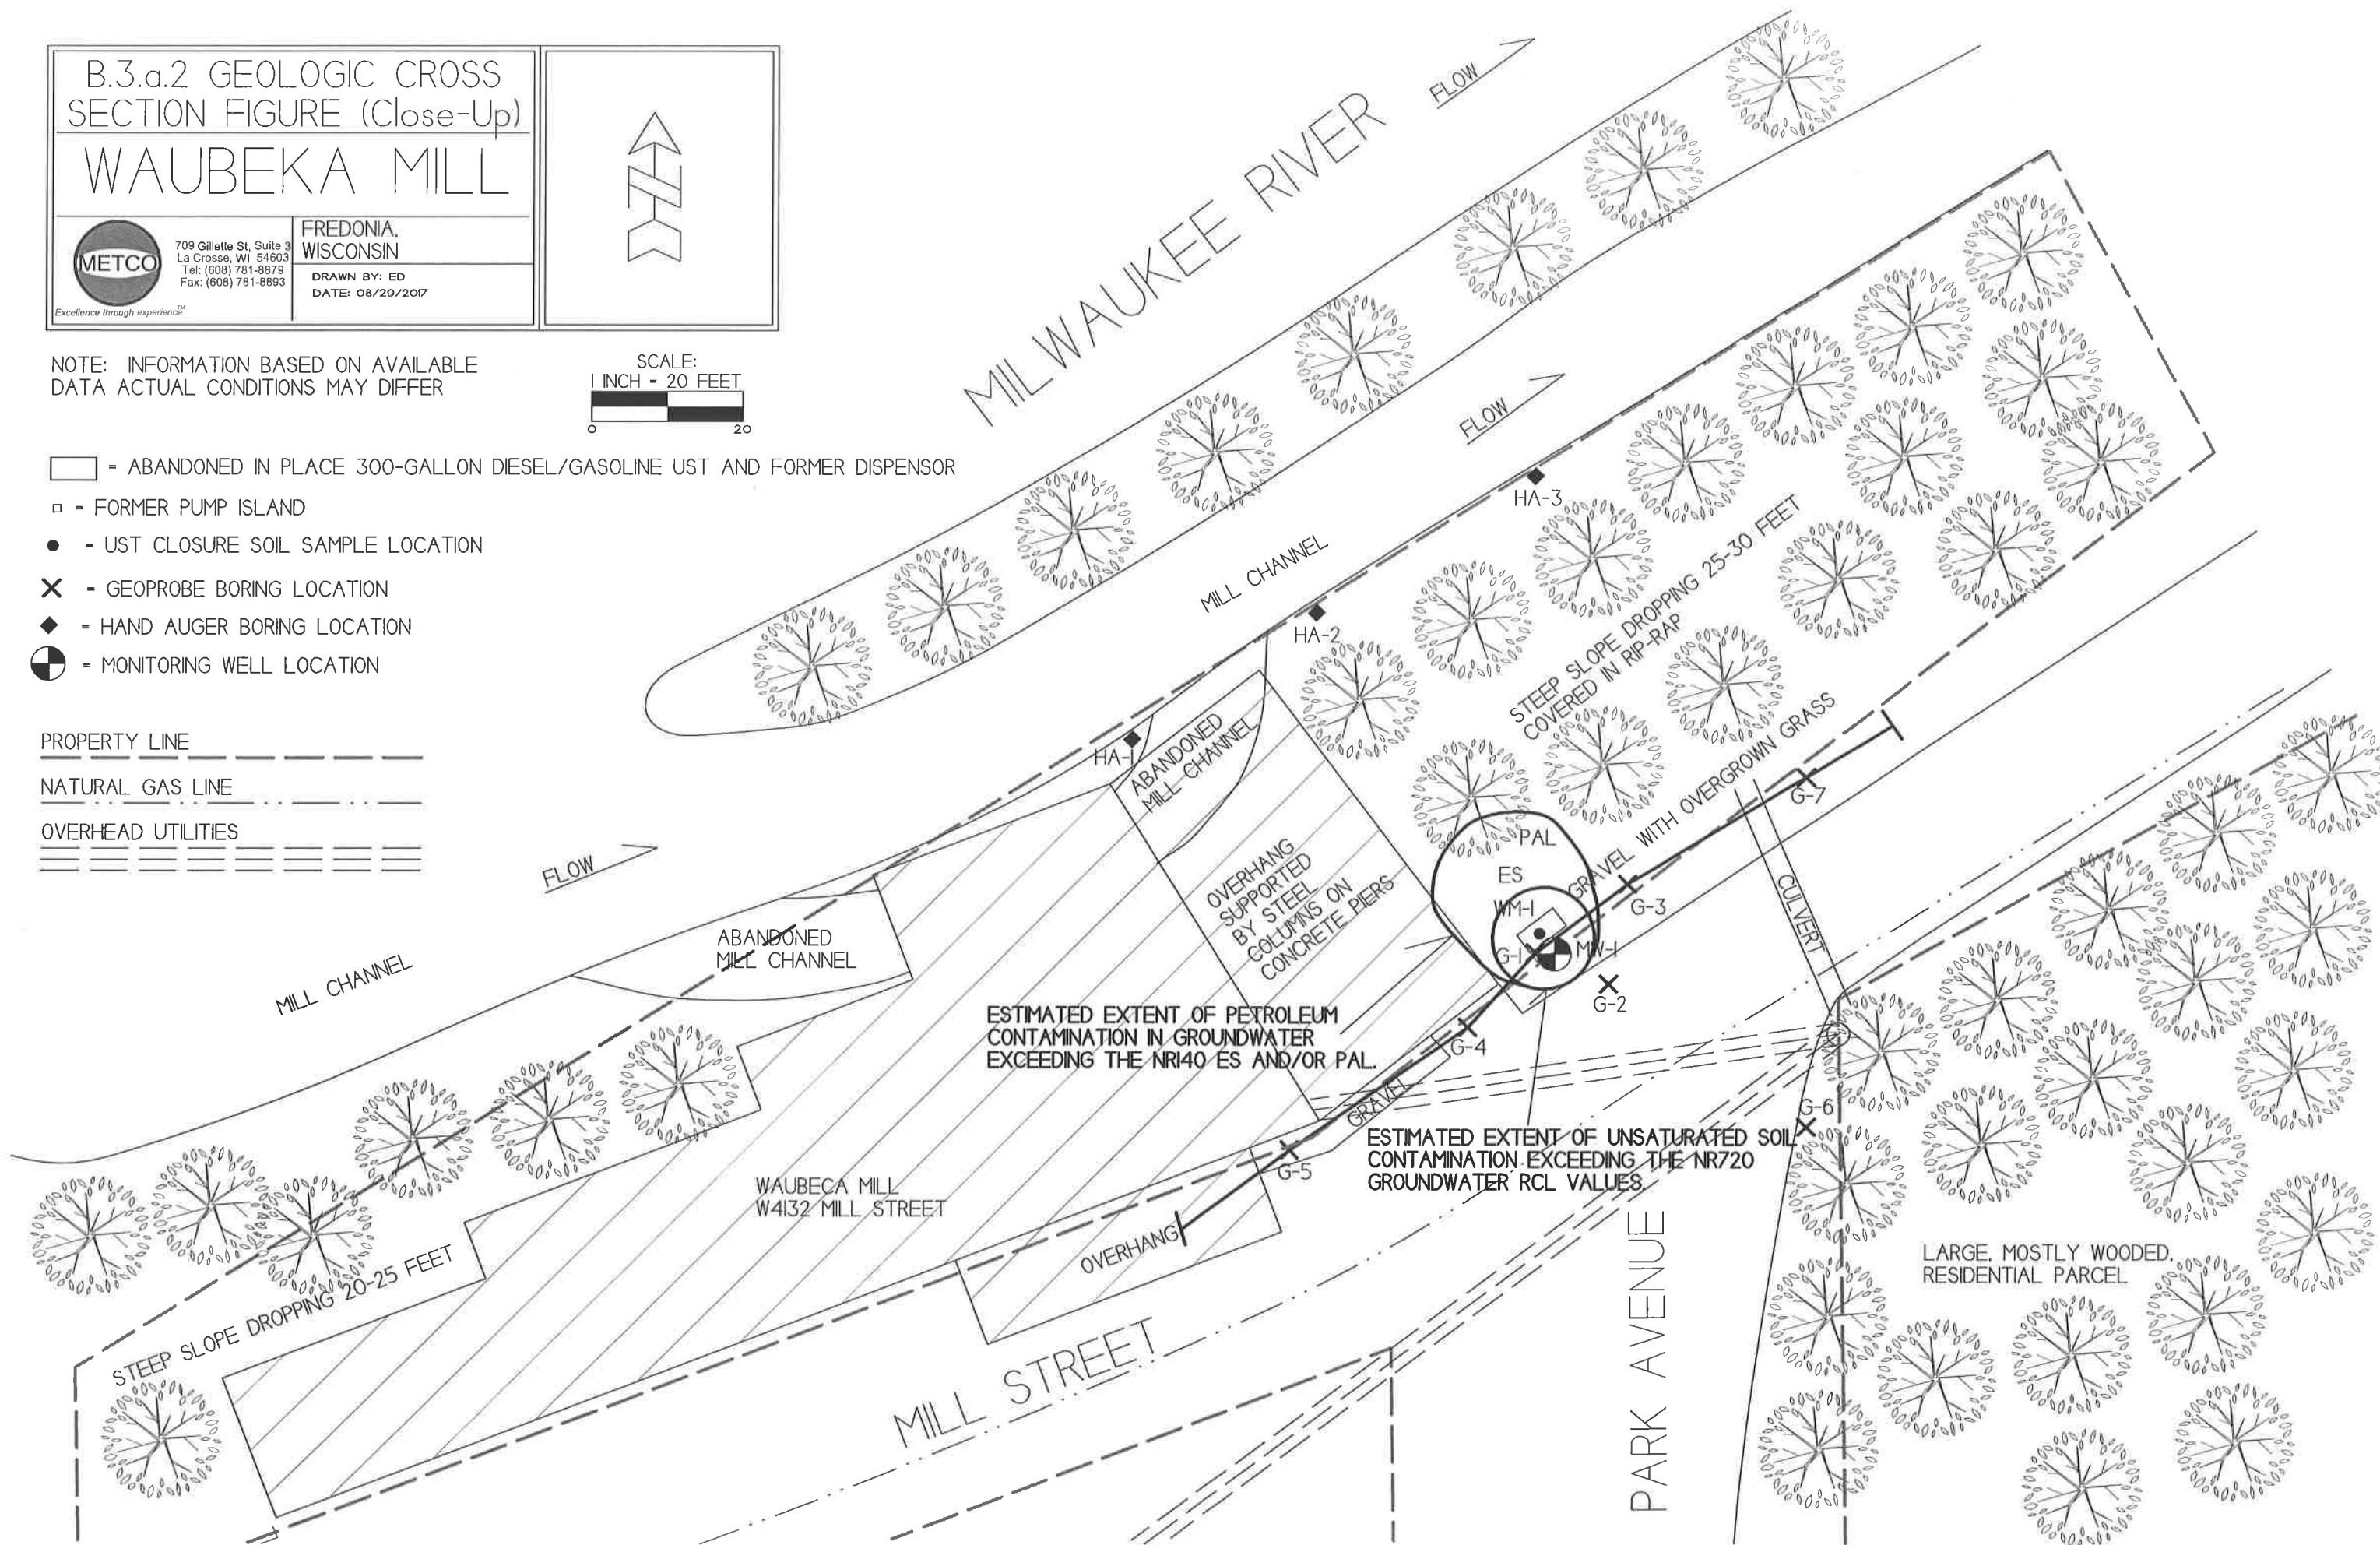 B.3.a.2 GEOLOGIC CROSS
SECTION FIGURE (Close-Up)
WAUBEKA MILL
METCO
Excellence through experience™
709 Gillette St, Suite 3
La Crosse, WI 54603
Tel: (608) 781-8879
Fax: (608) 781-8893
FREDONIA,
WISCONSIN
DRAWN BY: ED
DATE: 08/29/2017
N
NOTE: INFORMATION BASED ON AVAILABLE
DATA ACTUAL CONDITIONS MAY DIFFER
SCALE:
1 INCH - 20 FEET
0 20
- ABANDONED IN PLACE 300-GALLON DIESEL/GASOLINE UST AND FORMER DISPENSOR
- FORMER PUMP ISLAND
- UST CLOSURE SOIL SAMPLE LOCATION
- GEOPROBE BORING LOCATION
- HAND AUGER BORING LOCATION
- MONITORING WELL LOCATION
PROPERTY LINE
NATURAL GAS LINE
OVERHEAD UTILITIES
FLOW
MILWAUKEE RIVER
FLOW
HA-3
MILL CHANNEL
HA-2
STEEP SLOPE DROPPING 25-30 FEET
COVERED IN RIP-RAP
HA-1
ABANDONED
MILL CHANNEL
GRAVEL WITH OVERGROWN GRASS
G-7
FLOW
PAL
ES
WM-1
G-3
CULVERT
OVERHANG
SUPPORTED
BY STEEL
COLUMNS ON
CONCRETE PIERS
G-1
MW-1
G-2
ABANDONED
MILL CHANNEL
MILL CHANNEL
ESTIMATED EXTENT OF PETROLEUM
CONTAMINATION IN GROUNDWATER
EXCEEDING THE NR140 ES AND/OR PAL.
G-4
GRAVEL
G-6
ESTIMATED EXTENT OF UNSATURATED SOIL
CONTAMINATION EXCEEDING THE NR720
GROUNDWATER RCL VALUES.
G-5
WAUBECA MILL
W4132 MILL STREET
OVERHANG
STEEP SLOPE DROPPING 20-25 FEET
LARGE, MOSTLY WOODED,
RESIDENTIAL PARCEL
MILL STREET
PARK AVENUE